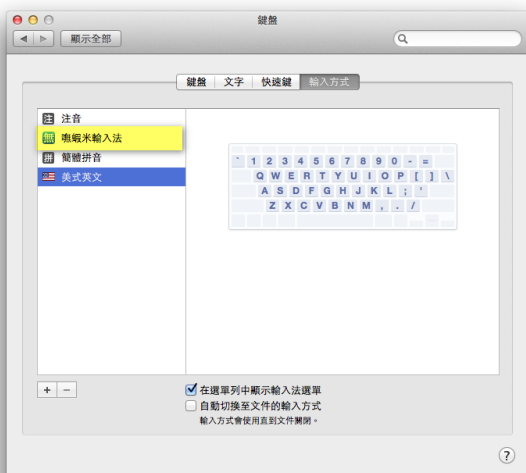 鍵盤
顯示全部
鍵盤 文字 快速鍵 輸入方式
注 注音
無 嘸蝦米輸入法
拼 簡體拼音
美式英文
` 1 2 3 4 5 6 7 8 9 0 - =
Q W E R T Y U I O P [ ] \
A S D F G H J K L ; '
Z X C V B N M , . /
+ −
在選單列中顯示輸入法選單
自動切換至文件的輸入方式
輸入方式會使用直到文件關閉。
?